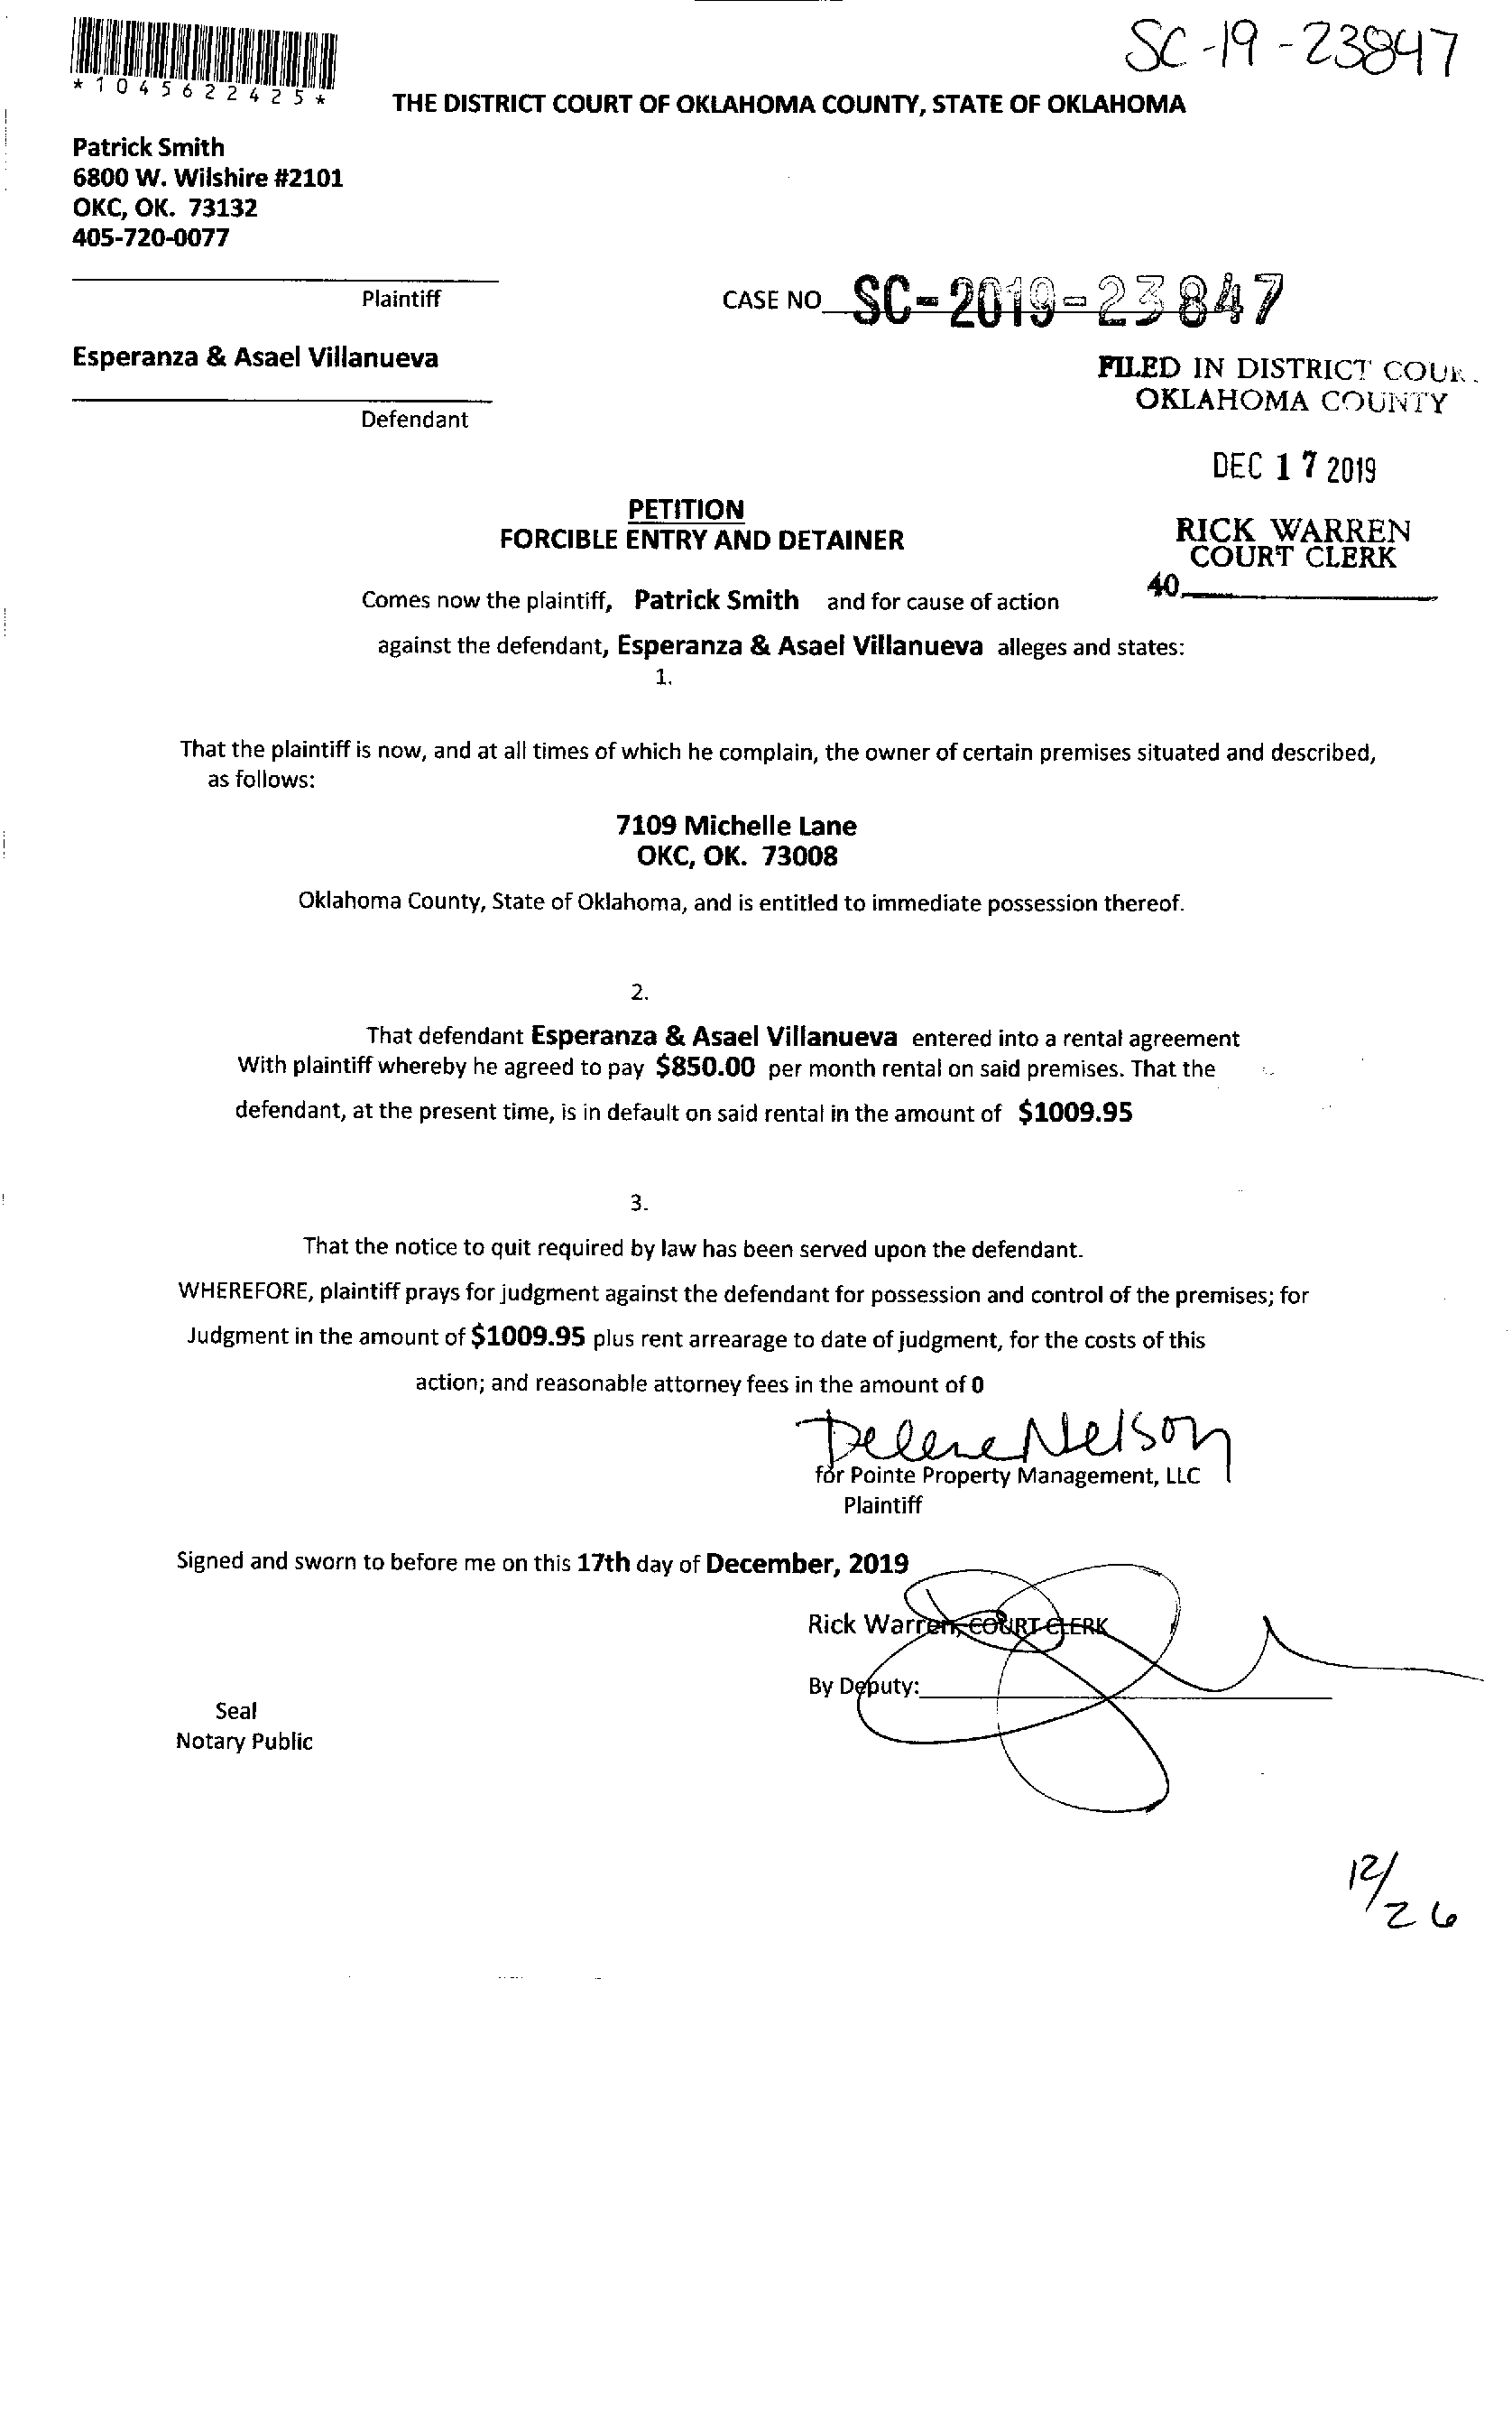 SC-19-23847
*1045622425*
THE DISTRICT COURT OF OKLAHOMA COUNTY, STATE OF OKLAHOMA
Patrick Smith
6800 W. Wilshire #2101
OKC, OK. 73132
405-720-0077
Plaintiff
CASE NO SC-2019-23847
Esperanza & Asael Villanueva
FILED IN DISTRICT
OKLAHOMA COUNTY
Defendant
DEC 17 2019
PETITION
FORCIBLE ENTRY AND DETAINER
RICK WARREN
COURT CLERK
40
Comes now the plaintiff, Patrick Smith and for cause of action
against the defendant, Esperanza & Asael Villanueva alleges and states:
1.
That the plaintiff is now, and at all times of which he complain, the owner of certain premises situated and described,
as follows:
7109 Michelle Lane
OKC, OK. 73008
Oklahoma County, State of Oklahoma, and is entitled to immediate possession thereof.
2.
That defendant Esperanza & Asael Villanueva entered into a rental agreement
With plaintiff whereby he agreed to pay $850.00 per month rental on said premises. That the
defendant, at the present time, is in default on said rental in the amount of $1009.95
3.
That the notice to quit required by law has been served upon the defendant.
WHEREFORE, plaintiff prays for judgment against the defendant for possession and control of the premises; for
Judgment in the amount of $1009.95 plus rent arrearage to date of judgment, for the costs of this
action; and reasonable attorney fees in the amount of 0
Delene Nelson
for Pointe Property Management, LLC
Plaintiff
Signed and sworn to before me on this 17th day of December, 2019
Rick Warren, COURT CLERK
By Deputy:
Seal
Notary Public
12/26